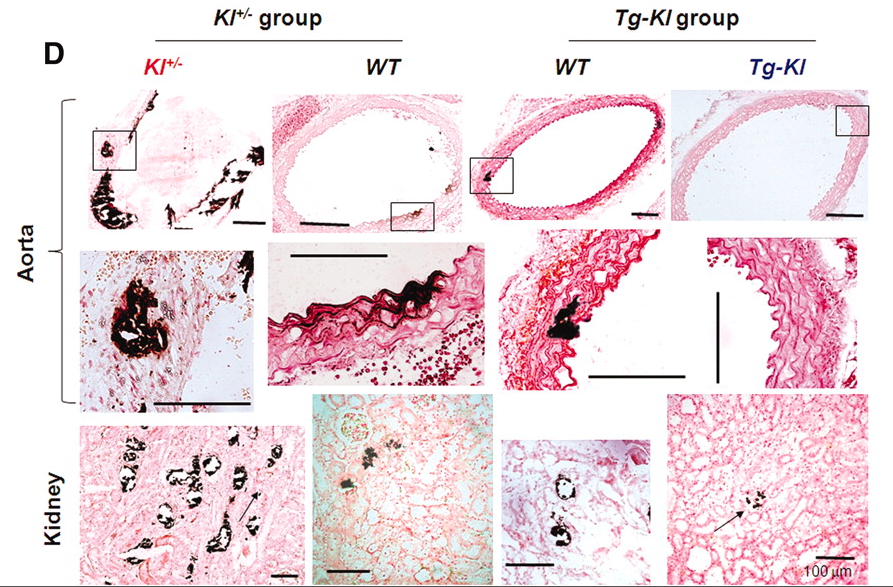 D
Kl+/- group
Tg-Kl group
Kl+/-
WT
WT
Tg-Kl
Aorta
Kidney
100 μm